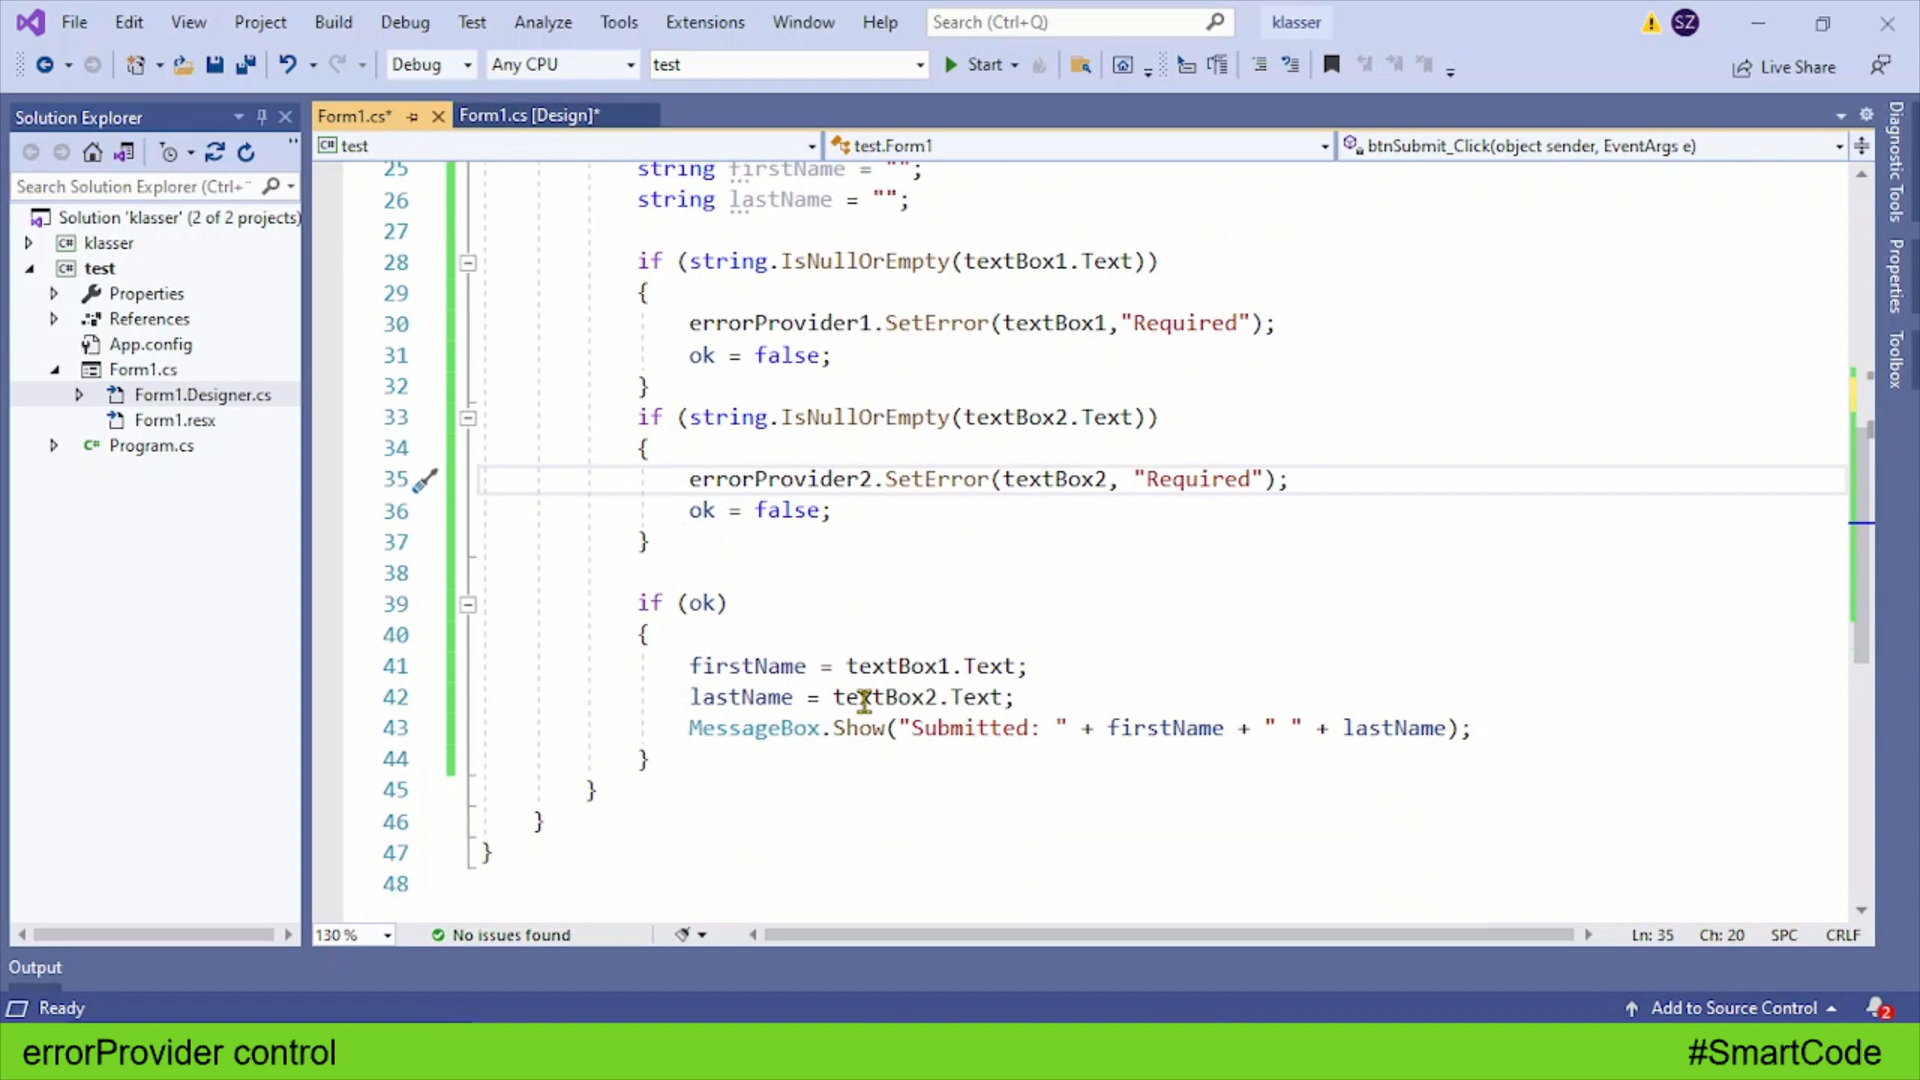 File Edit View Project Build Debug Test Analyze Tools Extensions Window Help Search (Ctrl+Q) klasser SZ
Debug Any CPU test Start Live Share
Solution Explorer
Search Solution Explorer (Ctrl+
Solution 'klasser' (2 of 2 projects)
klasser
test
Properties
References
App.config
Form1.cs
Form1.Designer.cs
Form1.resx
Program.cs
Form1.cs* Form1.cs [Design]*
test test.Form1 btnSubmit_Click(object sender, EventArgs e)
25 string firstName = "";
26 string lastName = "";
27
28 if (string.IsNullOrEmpty(textBox1.Text))
29 {
30 errorProvider1.SetError(textBox1,"Required");
31 ok = false;
32 }
33 if (string.IsNullOrEmpty(textBox2.Text))
34 {
35 errorProvider2.SetError(textBox2, "Required");
36 ok = false;
37 }
38
39 if (ok)
40 {
41 firstName = textBox1.Text;
42 lastName = textBox2.Text;
43 MessageBox.Show("Submitted: " + firstName + " " + lastName);
44 }
45 }
46 }
47 }
48
130 % No issues found Ln: 35 Ch: 20 SPC CRLF
Diagnostic Tools
Properties
Toolbox
Output
Ready Add to Source Control 2
errorProvider control #SmartCode